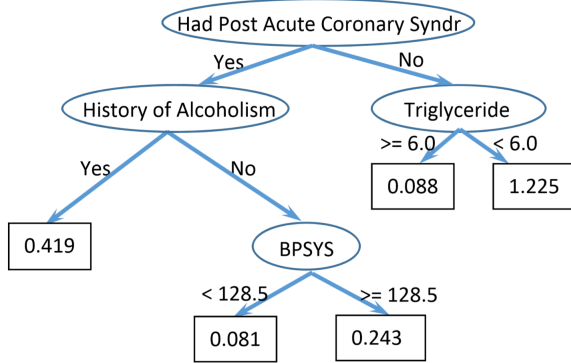 Had Post Acute Coronary Syndr
Yes
No
History of Alcoholism
Triglyceride
>= 6.0
< 6.0
Yes
No
0.088
1.225
0.419
BPSYS
< 128.5
>= 128.5
0.081
0.243